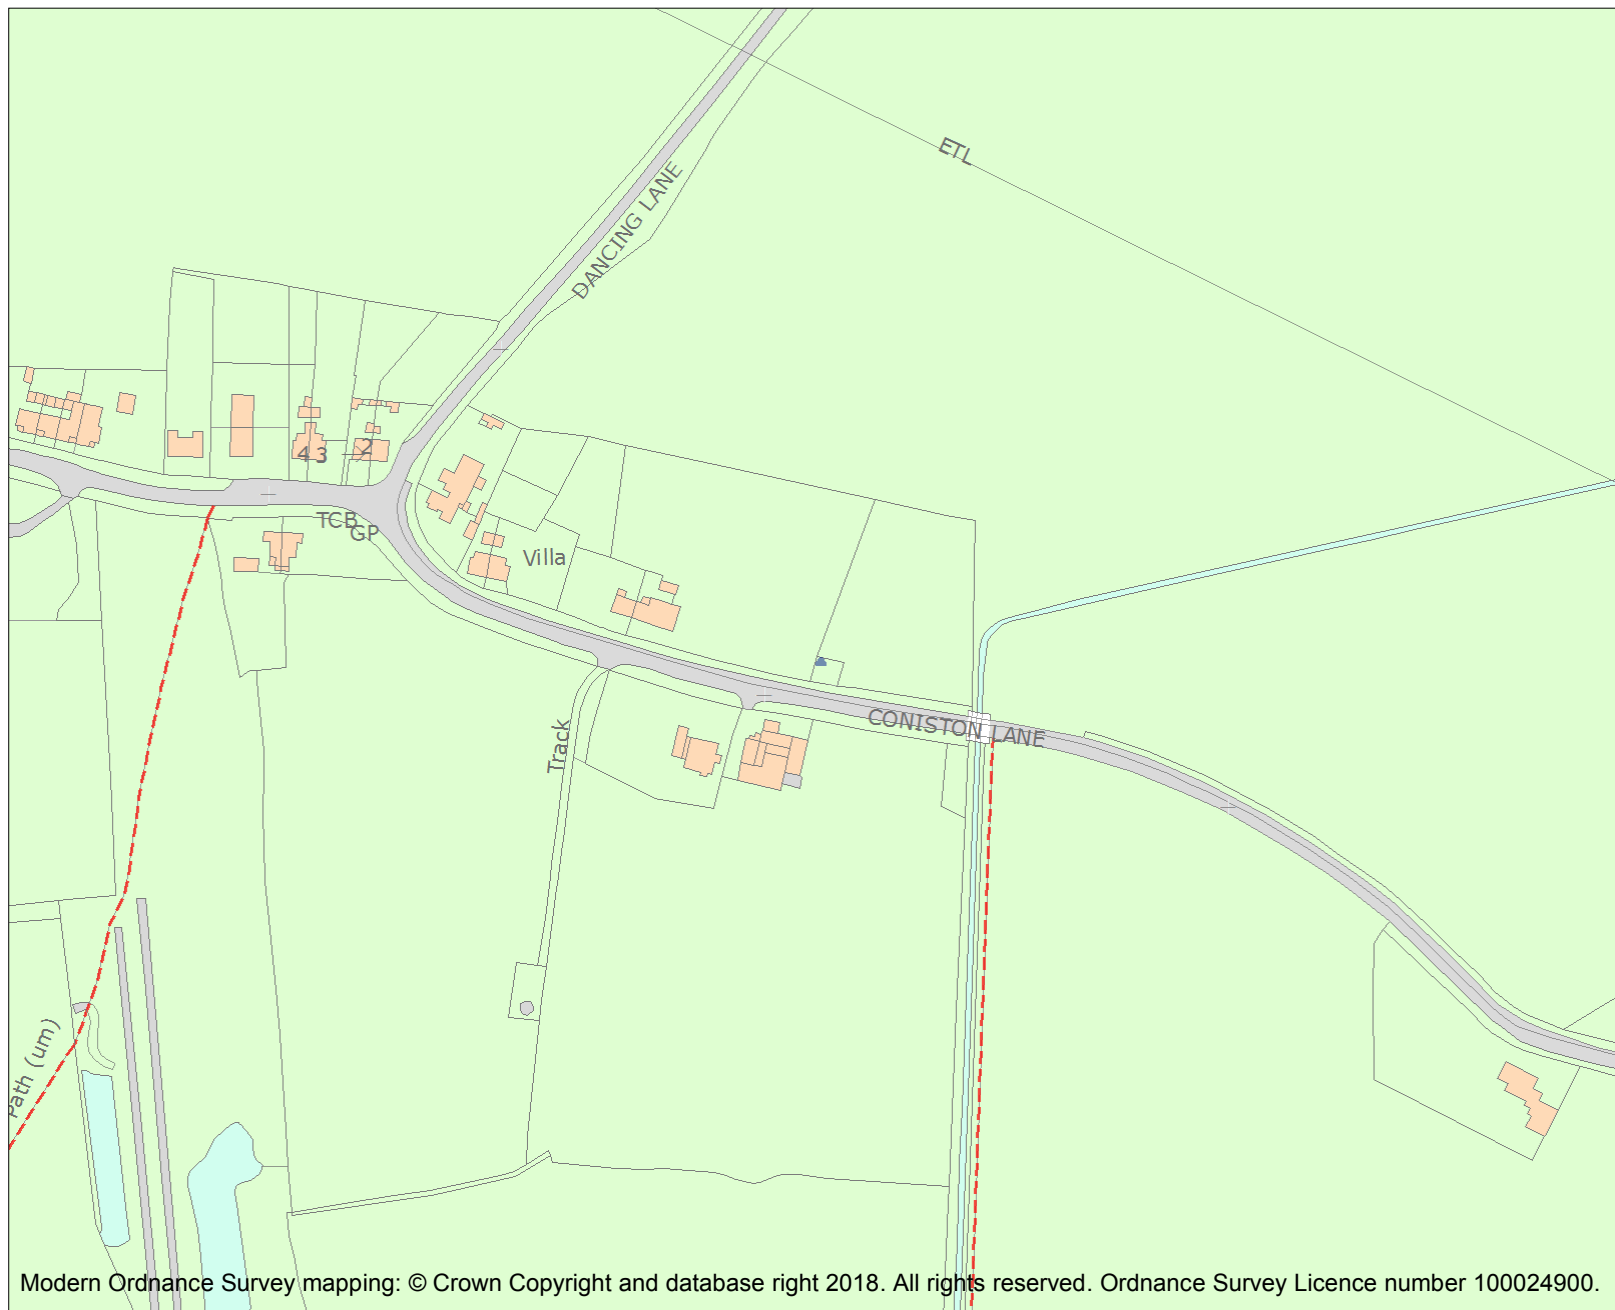 ETL
DANCING LANE
4
3
2
TCB
GP
Villa
CONISTON LANE
Track
Path (um)
Modern Ordnance Survey mapping: © Crown Copyright and database right 2018. All rights reserved. Ordnance Survey Licence number 100024900.